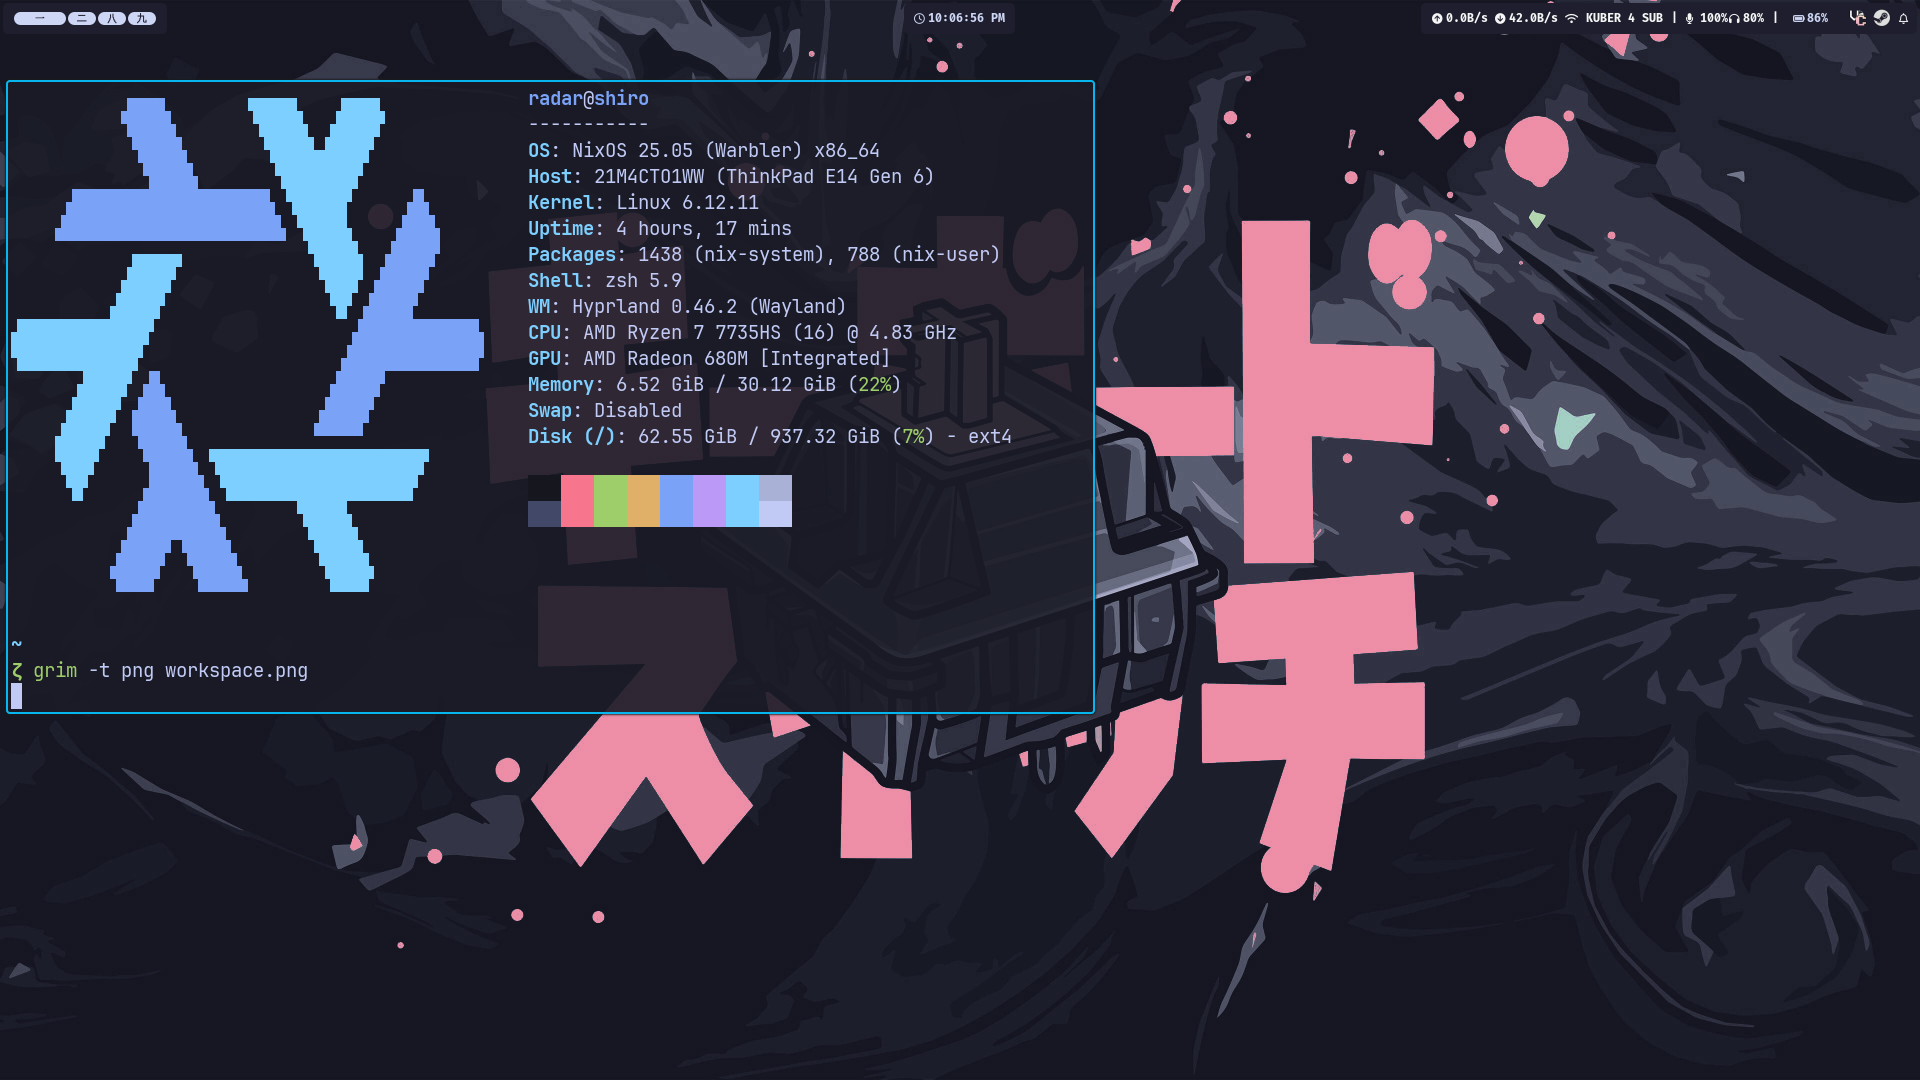 一 二 八 九
10:06:56 PM
0.0B/s 42.0B/s KUBER 4 SUB | 100% 80% | 86%
radar@shiro
-----------
OS: NixOS 25.05 (Warbler) x86_64
Host: 21M4CTO1WW (ThinkPad E14 Gen 6)
Kernel: Linux 6.12.11
Uptime: 4 hours, 17 mins
Packages: 1438 (nix-system), 788 (nix-user)
Shell: zsh 5.9
WM: Hyprland 0.46.2 (Wayland)
CPU: AMD Ryzen 7 7735HS (16) @ 4.83 GHz
GPU: AMD Radeon 680M [Integrated]
Memory: 6.52 GiB / 30.12 GiB (22%)
Swap: Disabled
Disk (/): 62.55 GiB / 937.32 GiB (7%) - ext4
~
ζ grim -t png workspace.png